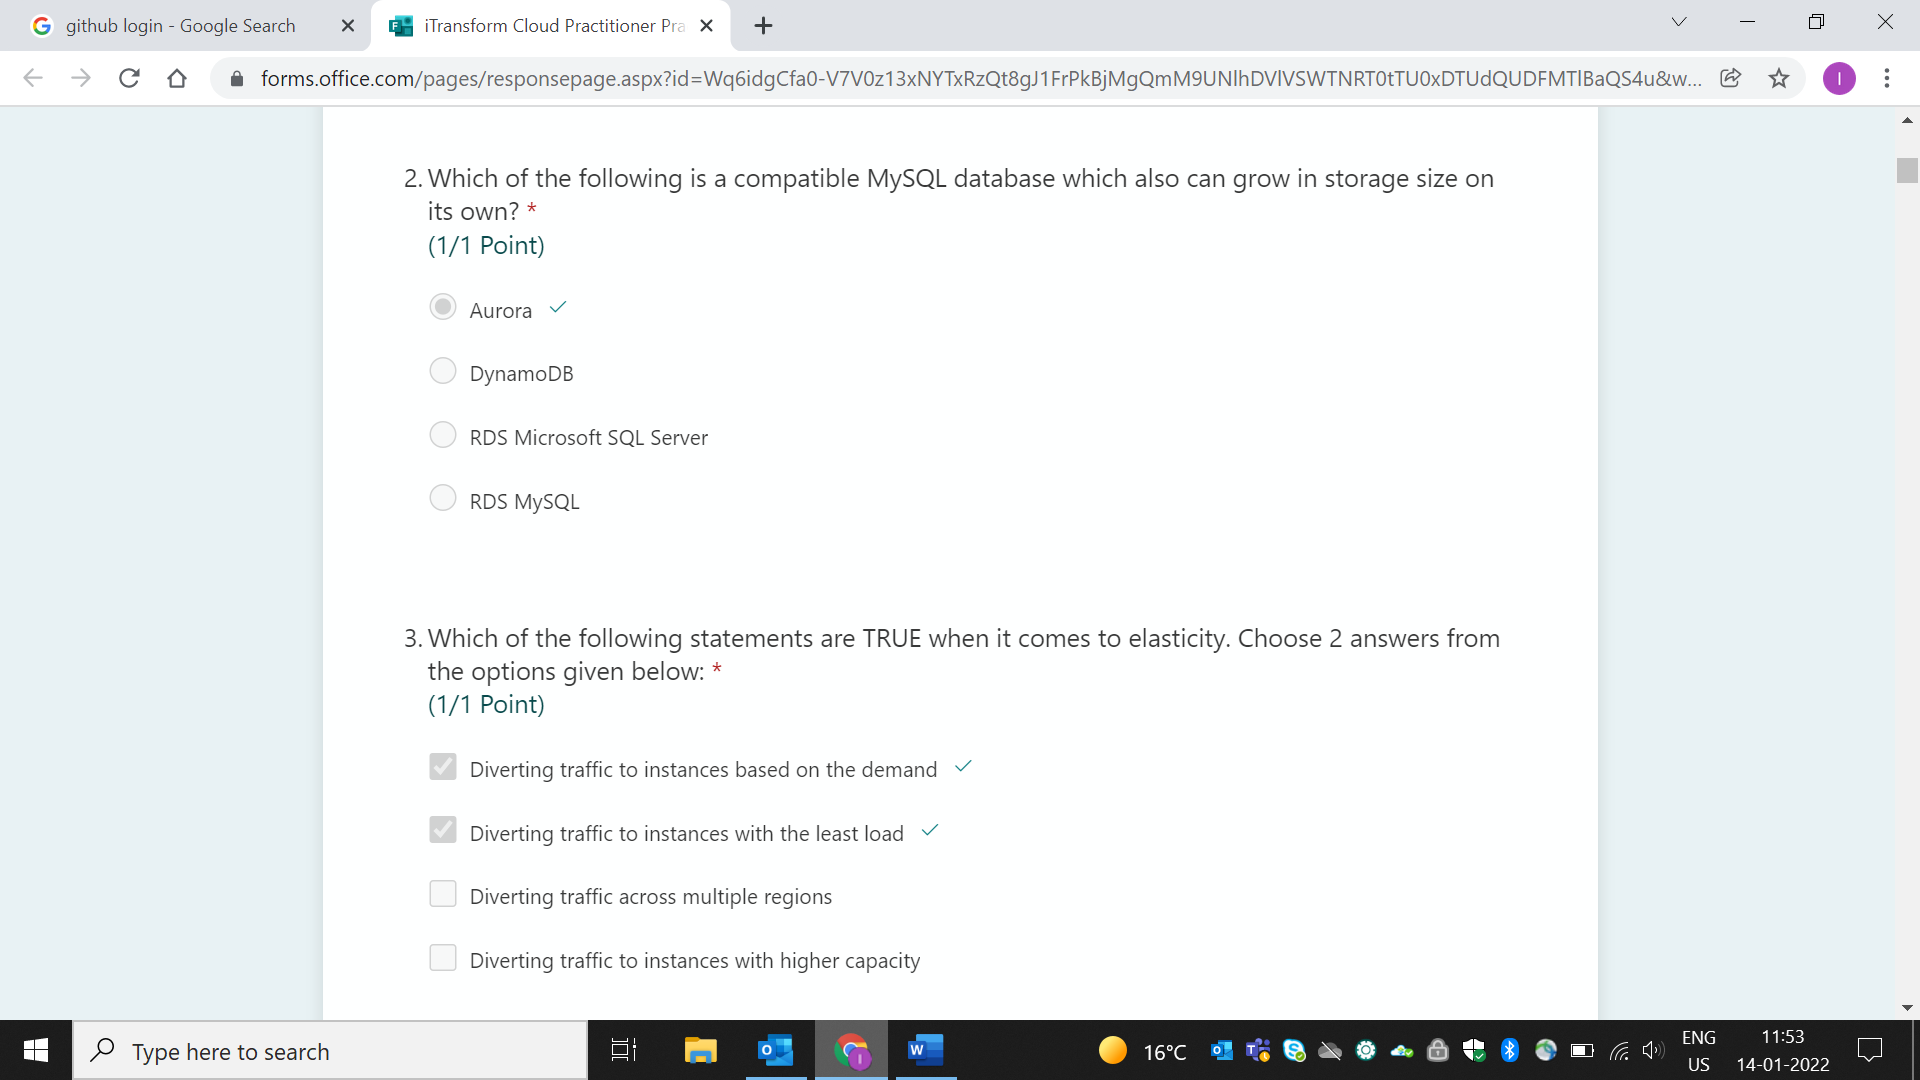 github login - Google Search
iTransform Cloud Practitioner Pra
forms.office.com/pages/responsepage.aspx?id=Wq6idgCfa0-V7V0z13xNYTxRzQt8gJ1FrPkBjMgQmM9UNlhDVlVSWTNRT0tTU0xDTUdQUDFMTlBaQS4u&w...
I
2. Which of the following is a compatible MySQL database which also can grow in storage size on
its own? *
(1/1 Point)
Aurora
DynamoDB
RDS Microsoft SQL Server
RDS MySQL
3. Which of the following statements are TRUE when it comes to elasticity. Choose 2 answers from
the options given below: *
(1/1 Point)
Diverting traffic to instances based on the demand
Diverting traffic to instances with the least load
Diverting traffic across multiple regions
Diverting traffic to instances with higher capacity
Type here to search
16°C
ENG
US
11:53
14-01-2022